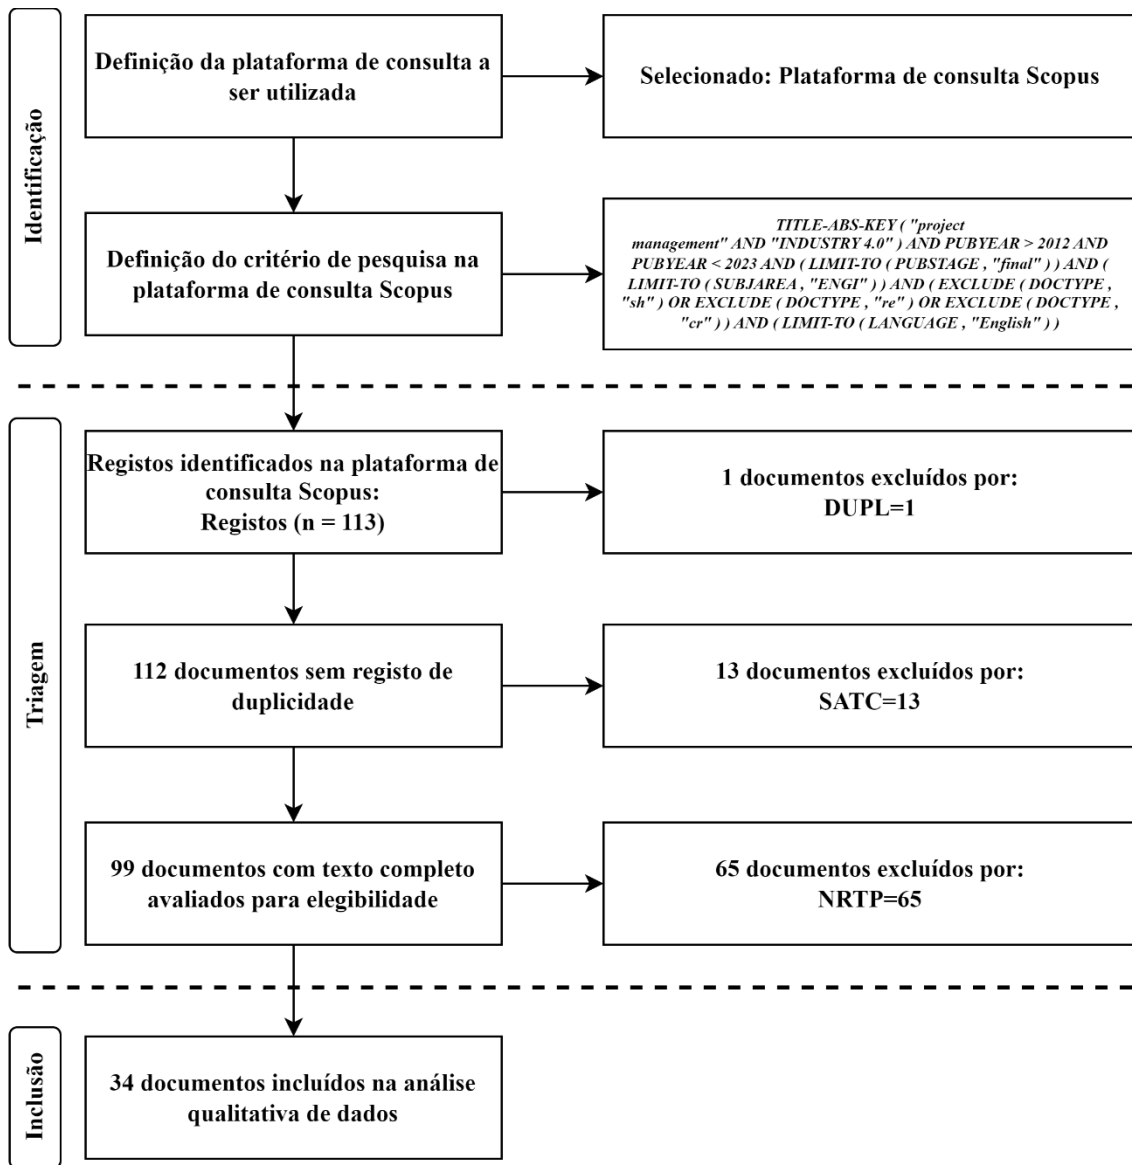 Identificação
Definição da plataforma de consulta a
ser utilizada
Selecionado: Plataforma de consulta Scopus
Definição do critério de pesquisa na
plataforma de consulta Scopus
TITLE-ABS-KEY ( "project
management" AND "INDUSTRY 4.0" ) AND PUBYEAR > 2012 AND
PUBYEAR < 2023 AND ( LIMIT-TO ( PUBSTAGE , "final" ) ) AND (
LIMIT-TO ( SUBJAREA , "ENGI" ) ) AND ( EXCLUDE ( DOCTYPE ,
"sh" ) OR EXCLUDE ( DOCTYPE , "re" ) OR EXCLUDE ( DOCTYPE ,
"cr" ) ) AND ( LIMIT-TO ( LANGUAGE , "English" ) )
Triagem
Registos identificados na plataforma de
consulta Scopus:
Registos (n = 113)
1 documentos excluídos por:
DUPL=1
112 documentos sem registo de
duplicidade
13 documentos excluídos por:
SATC=13
99 documentos com texto completo
avaliados para elegibilidade
65 documentos excluídos por:
NRTP=65
Inclusão
34 documentos incluídos na análise
qualitativa de dados